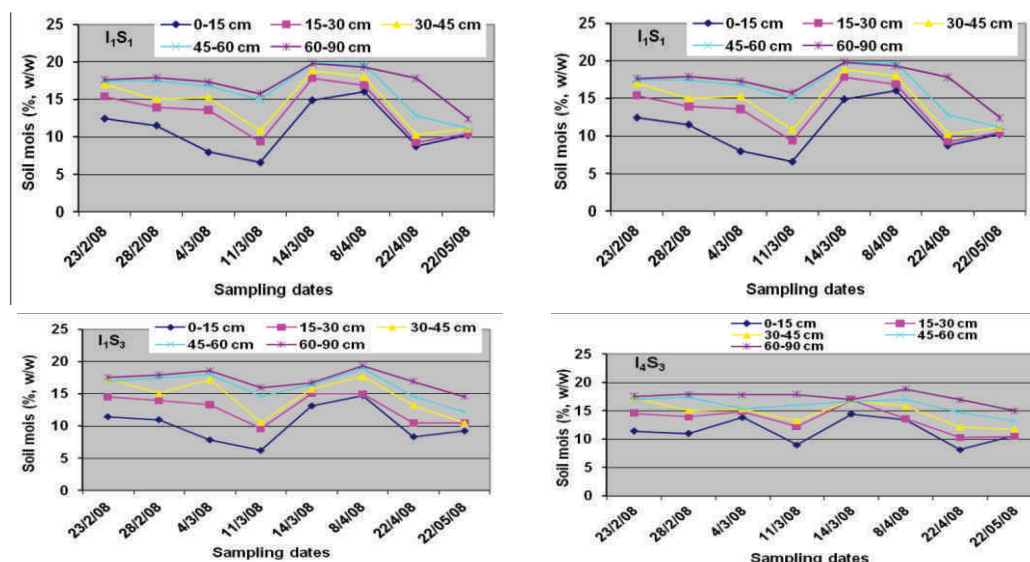 I1S1
0-15 cm 15-30 cm 30-45 cm
45-60 cm 60-90 cm
Soil mois (%, w/w)
25
20
15
10
5
0
23/2/08 28/2/08 4/3/08 11/3/08 14/3/08 8/4/08 22/4/08 22/05/08
Sampling dates
I1S1
0-15 cm 15-30 cm 30-45 cm
45-60 cm 60-90 cm
Soil mois (%, w/w)
25
20
15
10
5
0
23/2/08 28/2/08 4/3/08 11/3/08 14/3/08 8/4/08 22/4/08 22/05/08
Sampling dates
I1S3
0-15 cm 15-30 cm 30-45 cm
45-60 cm 60-90 cm
Soil mois (%, w/w)
25
20
15
10
5
0
23/2/08 28/2/08 4/3/08 11/3/08 14/3/08 8/4/08 22/4/08 22/05/08
Sampling dates
0-15 cm 15-30 cm
30-45 cm 45-60 cm
60-90 cm
I4S3
Soil mois (%, w/w)
25
20
15
10
5
0
23/2/08 28/2/08 4/3/08 11/3/08 14/3/08 8/4/08 22/4/08 22/05/08
Sampling dates